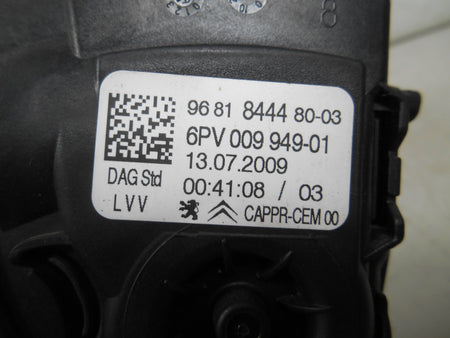 96 81 8444 80-03
6PV 009 949-01
13.07.2009
DAG Std 00:41:08 / 03
LVV CAPPR-CEM 00